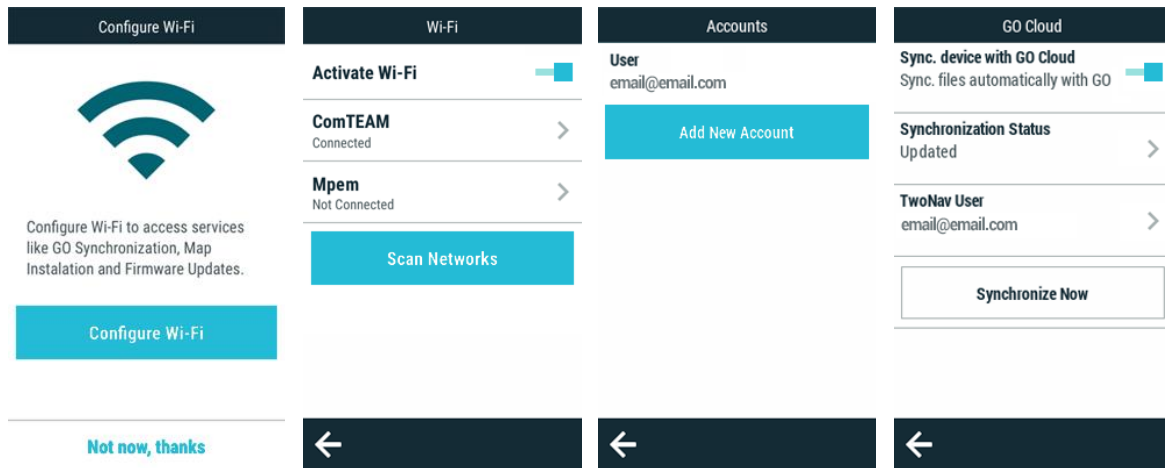 Configure Wi-Fi
Configure Wi-Fi to access services
like GO Synchronization, Map
Instalation and Firmware Updates.
Configure Wi-Fi
Not now, thanks
Wi-Fi
Activate Wi-Fi
ComTEAM
Connected
Mpem
Not Connected
Scan Networks
Accounts
User
email@email.com
Add New Account
GO Cloud
Sync. device with GO Cloud
Sync. files automatically with GO
Synchronization Status
Updated
TwoNav User
email@email.com
Synchronize Now